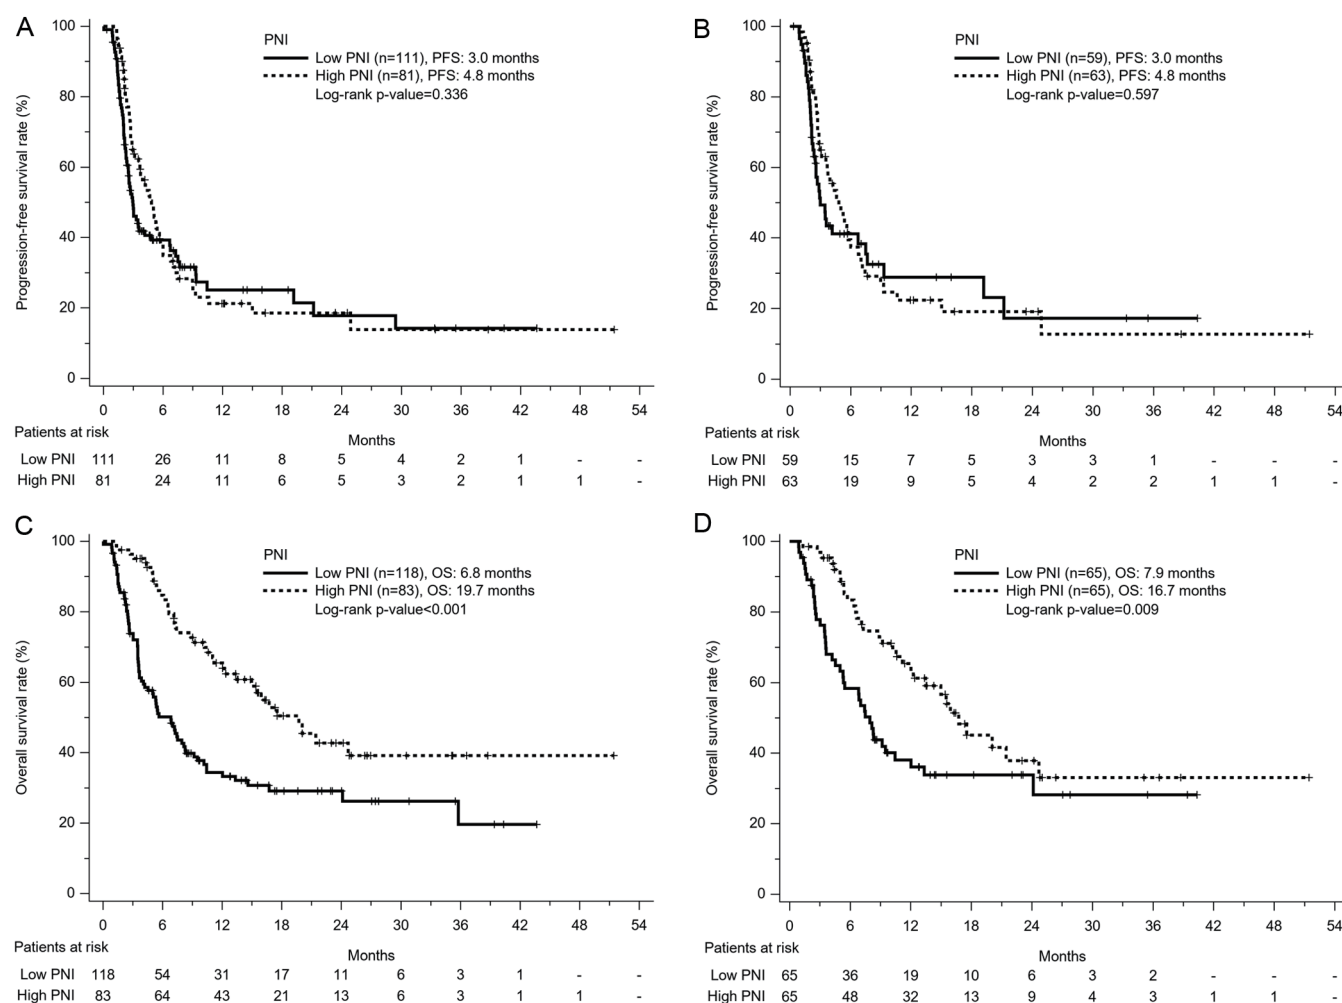 A
PNI
Low PNI (n=111), PFS: 3.0 months
High PNI (n=81), PFS: 4.8 months
Log-rank p-value=0.336
Progression-free survival rate (%)
100
80
60
40
20
0
0 6 12 18 24 30 36 42 48 54
Patients at risk
Months
Low PNI 111 26 11 8 5 4 2 1 - -
High PNI 81 24 11 6 5 3 2 1 1 -
B
PNI
Low PNI (n=59), PFS: 3.0 months
High PNI (n=63), PFS: 4.8 months
Log-rank p-value=0.597
Progression-free survival rate (%)
100
80
60
40
20
0
0 6 12 18 24 30 36 42 48 54
Patients at risk
Months
Low PNI 59 15 7 5 3 3 1 - - -
High PNI 63 19 9 5 4 2 2 1 1 -
C
PNI
Low PNI (n=118), OS: 6.8 months
High PNI (n=83), OS: 19.7 months
Log-rank p-value<0.001
Overall survival rate (%)
100
80
60
40
20
0
0 6 12 18 24 30 36 42 48 54
Patients at risk
Months
Low PNI 118 54 31 17 11 6 3 1 - -
High PNI 83 64 43 21 13 6 3 1 1 -
D
PNI
Low PNI (n=65), OS: 7.9 months
High PNI (n=65), OS: 16.7 months
Log-rank p-value=0.009
Overall survival rate (%)
100
80
60
40
20
0
0 6 12 18 24 30 36 42 48 54
Patients at risk
Months
Low PNI 65 36 19 10 6 3 2 - - -
High PNI 65 48 32 13 9 4 3 1 1 -